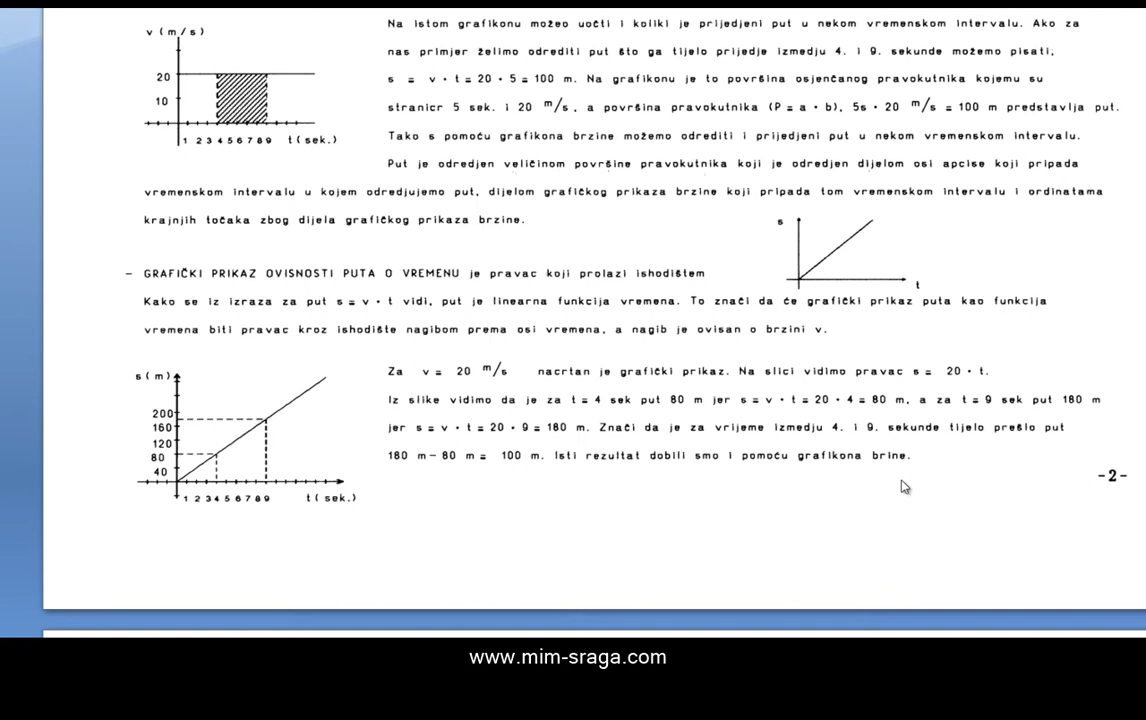 v ( m / s )
20
10
1 2 3 4 5 6 7 8 9 t ( sek. )
Na istom grafikonu možeo uočti i koliki je prijedjeni put u nekom vremenskom intervalu. Ako za
nas primjer želimo odrediti put što ga tijelo prijedje izmedju 4. i 9. sekunde možemo pisati,
s = v · t = 20 · 5 = 100 m. Na grafikonu je to površina osjenčanog pravokutnika kojemu su
stranicr 5 sek. i 20 m/s, a površina pravokutnika (P = a · b), 5s · 20 m/s = 100 m predstavlja put.
Tako s pomoću grafikona brzine možemo odrediti i prijedjeni put u nekom vremenskom intervalu.
Put je odredjen veličinom površine pravokutnika koji je odredjen dijelom osi apcise koji pripada
vremenskom intervalu u kojem odredjujemo put, dijelom grafičkog prikaza brzine koji pripada tom vremenskom intervalu i ordinatama
krajnjih točaka zbog dijela grafičkog prikaza brzine.
s
t
– GRAFIČKI PRIKAZ OVISNOSTI PUTA O VREMENU je pravac koji prolazi ishodištem
Kako se iz izraza za put s = v · t vidi, put je linearna funkcija vremena. To znači da će grafički prikaz puta kao funkcija
vremena biti pravac kroz ishodište nagibom prema osi vremena, a nagib je ovisan o brzini v.
s ( m )
200
160
120
80
40
1 2 3 4 5 6 7 8 9 t ( sek. )
Za v = 20 m/s nacrtan je grafički prikaz. Na slici vidimo pravac s = 20 · t.
Iz slike vidimo da je za t = 4 sek put 80 m jer s = v · t = 20 · 4 = 80 m, a za t = 9 sek put 180 m
jer s = v · t = 20 · 9 = 180 m. Znači da je za vrijeme izmedju 4. i 9. sekunde tijelo prešlo put
180 m – 80 m = 100 m. Isti rezultat dobili smo i pomoću grafikona brine.
-2-
www.mim-sraga.com